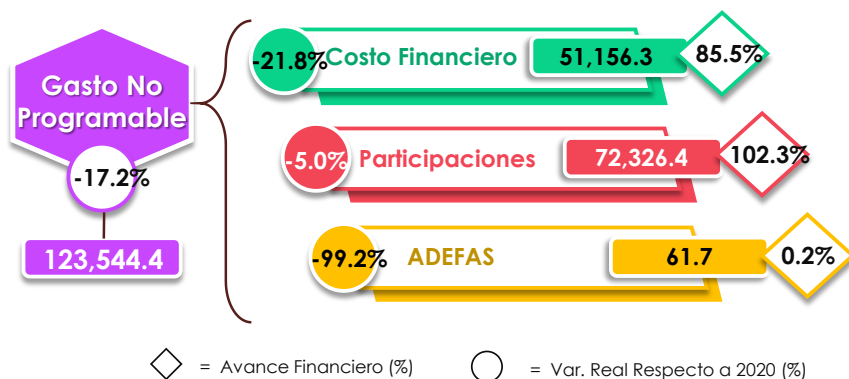 Gasto No
Programable
-17.2%
123,544.4
-21.8%
Costo Financiero
51,156.3
85.5%
-5.0%
Participaciones
72,326.4
102.3%
-99.2%
ADEFAS
61.7
0.2%
= Avance Financiero (%)
= Var. Real Respecto a 2020 (%)